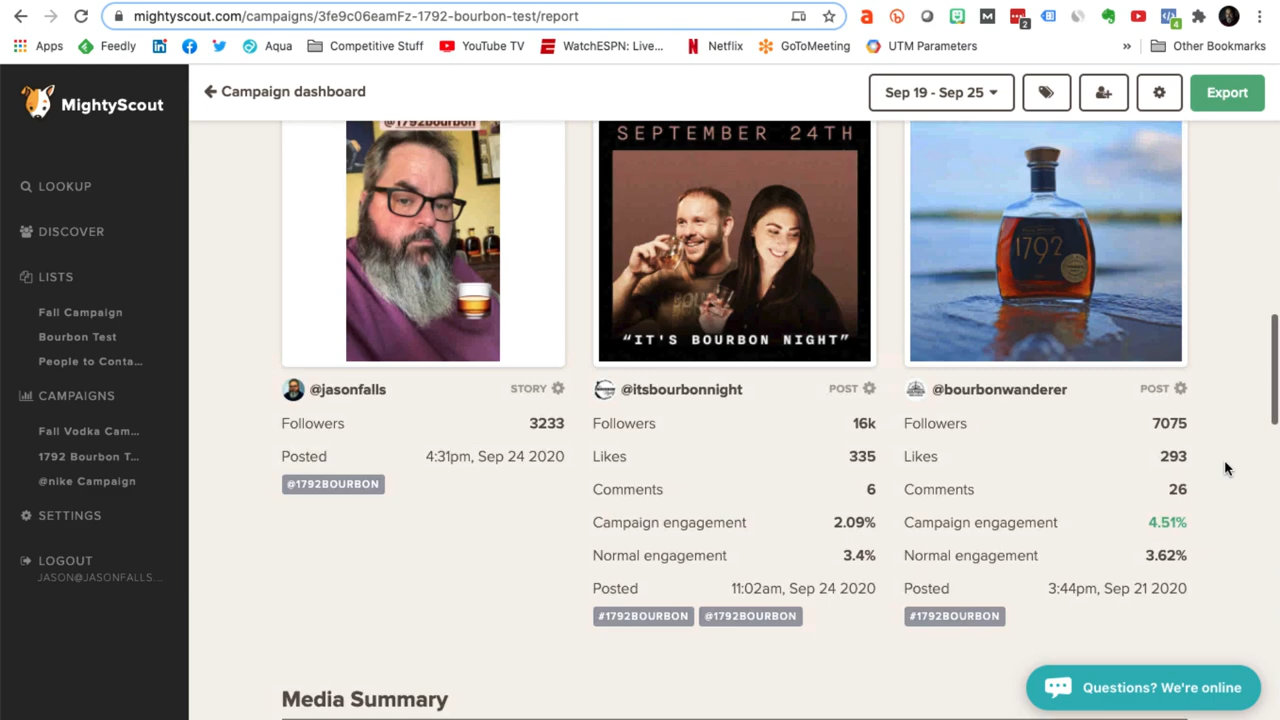 mightyscout.com/campaigns/3fe9c06eamFz-1792-bourbon-test/report
2
4
Apps
Feedly
Aqua
Competitive Stuff
YouTube TV
WatchESPN: Live...
Netflix
GoToMeeting
UTM Parameters
»
Other Bookmarks
MightyScout
Campaign dashboard
Sep 19 - Sep 25
Export
LOOKUP
DISCOVER
LISTS
Fall Campaign
Bourbon Test
People to Conta...
CAMPAIGNS
Fall Vodka Cam...
1792 Bourbon T...
@nike Campaign
SETTINGS
LOGOUT
JASON@JASONFALLS...
@1792bourbon
SEPTEMBER 24TH
"IT'S BOURBON NIGHT"
1792
@jasonfalls STORY
Followers 3233
Posted 4:31pm, Sep 24 2020
@1792BOURBON
@itsbourbonnight POST
Followers 16k
Likes 335
Comments 6
Campaign engagement 2.09%
Normal engagement 3.4%
Posted 11:02am, Sep 24 2020
#1792BOURBON @1792BOURBON
@bourbonwanderer POST
Followers 7075
Likes 293
Comments 26
Campaign engagement 4.51%
Normal engagement 3.62%
Posted 3:44pm, Sep 21 2020
#1792BOURBON
Media Summary
Questions? We're online